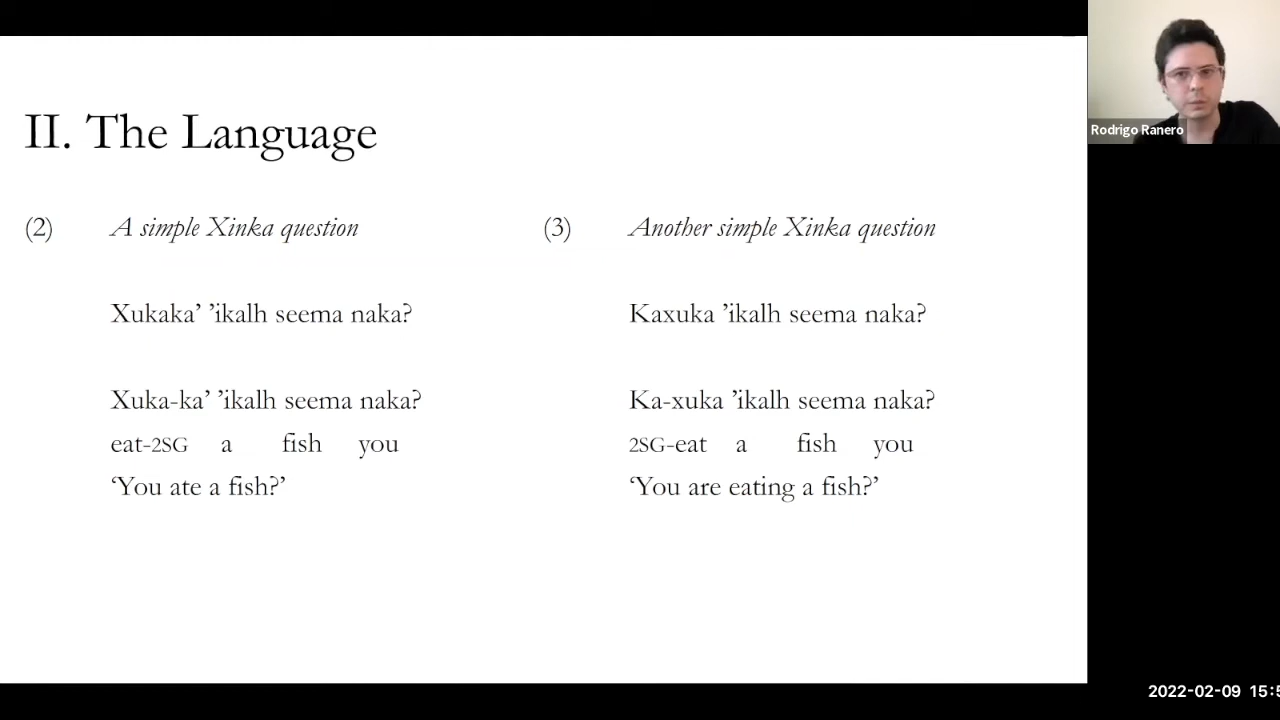 II. The Language
(2) A simple Xinka question
Xukaka’ ’ikalh seema naka?
Xuka-ka’ ’ikalh seema naka?
eat-2SG a fish you
‘You ate a fish?’
(3) Another simple Xinka question
Kaxuka ’ikalh seema naka?
Ka-xuka ’ikalh seema naka?
2SG-eat a fish you
‘You are eating a fish?’
Rodrigo Ranero
2022-02-09 15:5